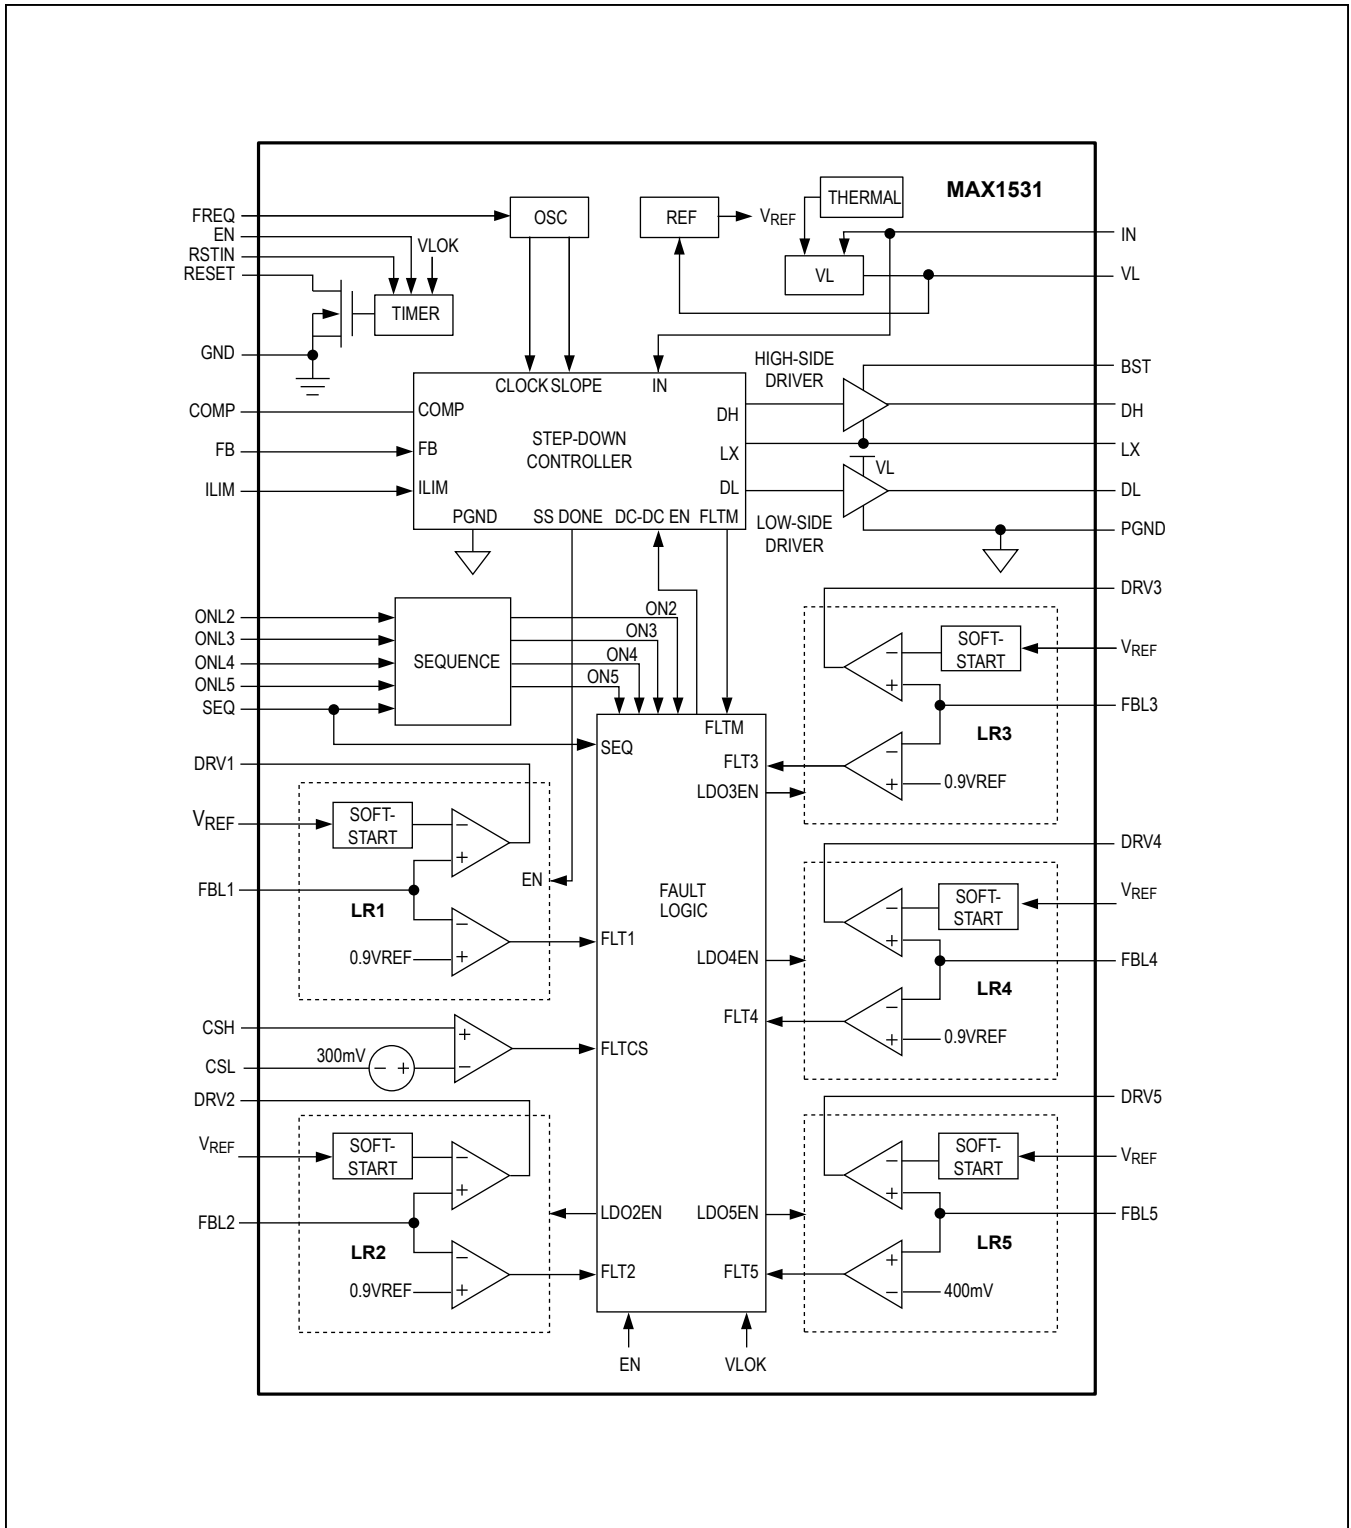 MAX1531
THERMAL
FREQ
OSC
REF
VREF
EN
RSTIN
VLOK
RESET
IN
VL
VL
TIMER
GND
HIGH-SIDE
DRIVER
BST
CLOCK SLOPE
IN
COMP
COMP
DH
DH
FB
FB
STEP-DOWN
CONTROLLER
LX
LX
ILIM
ILIM
DL
VL
DL
PGND
SS DONE
DC-DC EN
FLTM
LOW-SIDE
DRIVER
PGND
DRV3
ONL2
ONL3
ONL4
ONL5
SEQ
SEQUENCE
ON2
ON3
ON4
ON5
SOFT-
START
VREF
FBL3
LR3
FLTM
SEQ
FLT3
LDO3EN
0.9VREF
DRV1
VREF
SOFT-
START
FBL1
LR1
EN
0.9VREF
FLT1
FAULT
LOGIC
DRV4
SOFT-
START
VREF
LDO4EN
FBL4
LR4
FLT4
0.9VREF
CSH
CSL
300mV
FLTCS
DRV2
VREF
SOFT-
START
FBL2
LR2
LDO2EN
0.9VREF
FLT2
DRV5
SOFT-
START
VREF
LDO5EN
FBL5
LR5
FLT5
400mV
EN
VLOK